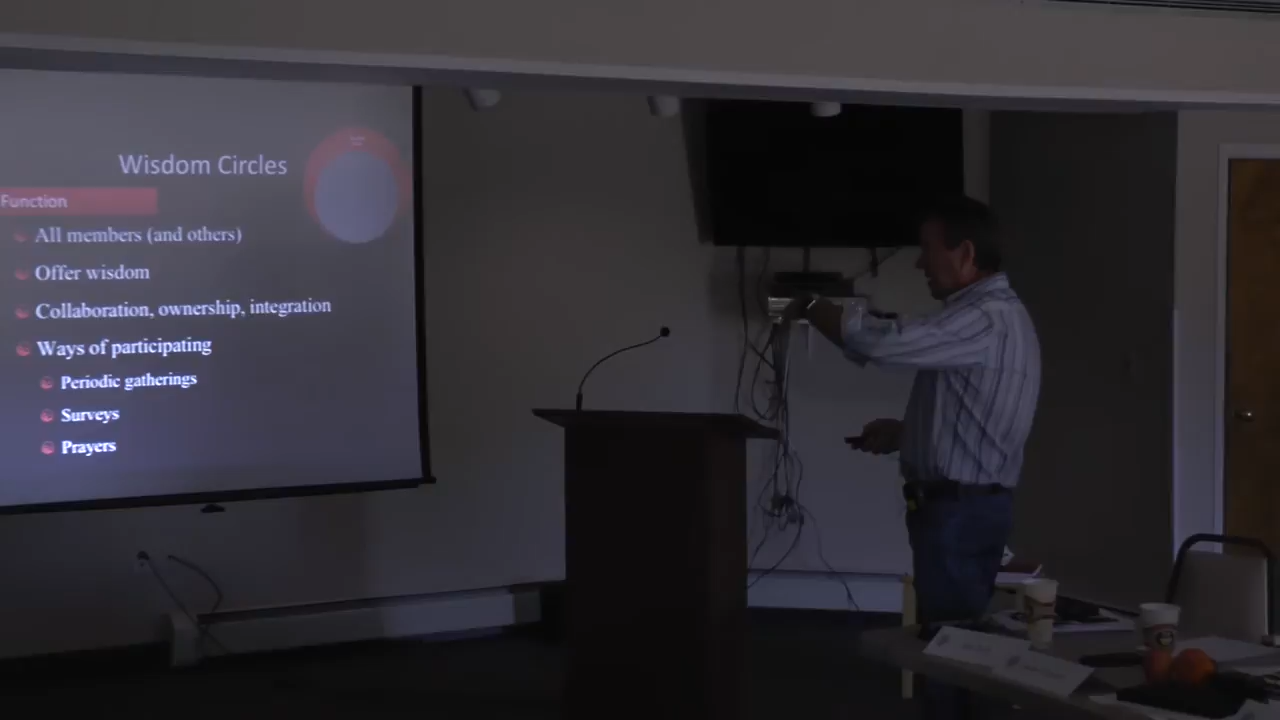 Wisdom Circles
Function
All members (and others)
Offer wisdom
Collaboration, ownership, integration
Ways of participating
Periodic gatherings
Surveys
Prayers